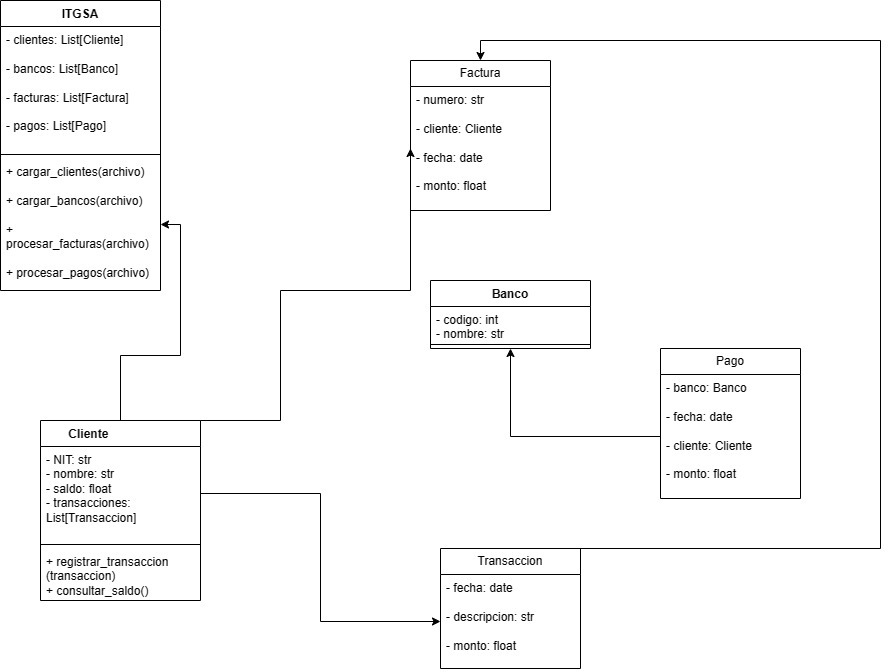 ITGSA
- clientes: List[Cliente]
- bancos: List[Banco]
- facturas: List[Factura]
- pagos: List[Pago]
+ cargar_clientes(archivo)
+ cargar_bancos(archivo)
+
procesar_facturas(archivo)
+ procesar_pagos(archivo)
Factura
- numero: str
- cliente: Cliente
- fecha: date
- monto: float
Banco
- codigo: int
- nombre: str
Pago
- banco: Banco
- fecha: date
- cliente: Cliente
- monto: float
Cliente
- NIT: str
- nombre: str
- saldo: float
- transacciones:
List[Transaccion]
+ registrar_transaccion
(transaccion)
+ consultar_saldo()
Transaccion
- fecha: date
- descripcion: str
- monto: float